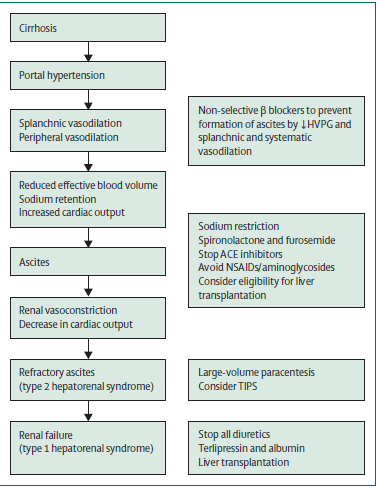 Cirrhosis
Portal hypertension
Splanchnic vasodilation
Peripheral vasodilation
Non-selective β blockers to prevent
formation of ascites by ↓HVPG and
splanchnic and systematic
vasodilation
Reduced effective blood volume
Sodium retention
Increased cardiac output
Ascites
Sodium restriction
Spironolactone and furosemide
Stop ACE inhibitors
Avoid NSAIDs/aminoglycosides
Consider eligibility for liver
transplantation
Renal vasoconstriction
Decrease in cardiac output
Refractory ascites
(type 2 hepatorenal syndrome)
Large-volume paracentesis
Consider TIPS
Renal failure
(type 1 hepatorenal syndrome)
Stop all diuretics
Terlipressin and albumin
Liver transplantation